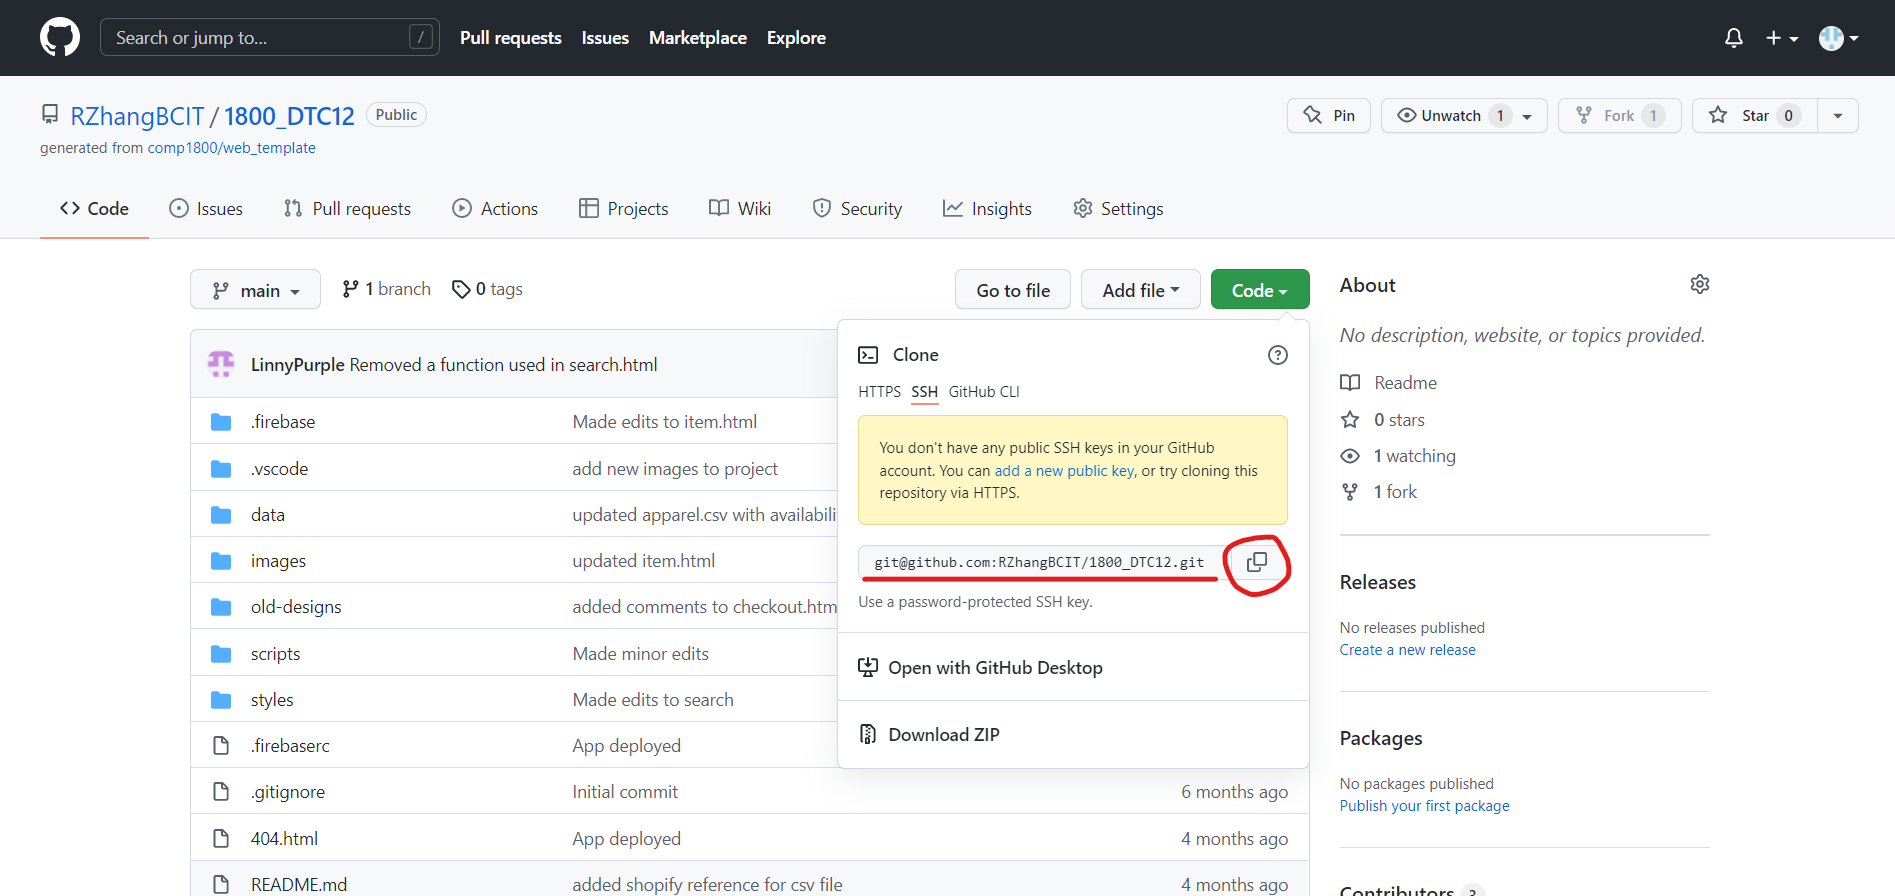 Search or jump to... /
Pull requests Issues Marketplace Explore
RZhangBCIT / 1800_DTC12 Public
generated from comp1800/web_template
Pin Unwatch 1 Fork 1 Star 0
Code Issues Pull requests Actions Projects Wiki Security Insights Settings
main 1 branch 0 tags Go to file Add file Code
LinnyPurple Removed a function used in search.html
.firebase Made edits to item.html
.vscode add new images to project
data updated apparel.csv with availabili
images updated item.html
old-designs added comments to checkout.htm
scripts Made minor edits
styles Made edits to search
.firebaserc App deployed
.gitignore Initial commit 6 months ago
404.html App deployed 4 months ago
README.md added shopify reference for csv file 4 months ago
Clone
HTTPS SSH GitHub CLI
You don't have any public SSH keys in your GitHub
account. You can add a new public key, or try cloning this
repository via HTTPS.
git@github.com:RZhangBCIT/1800_DTC12.git
Use a password-protected SSH key.
Open with GitHub Desktop
Download ZIP
About
No description, website, or topics provided.
Readme
0 stars
1 watching
1 fork
Releases
No releases published
Create a new release
Packages
No packages published
Publish your first package
Contributors 3